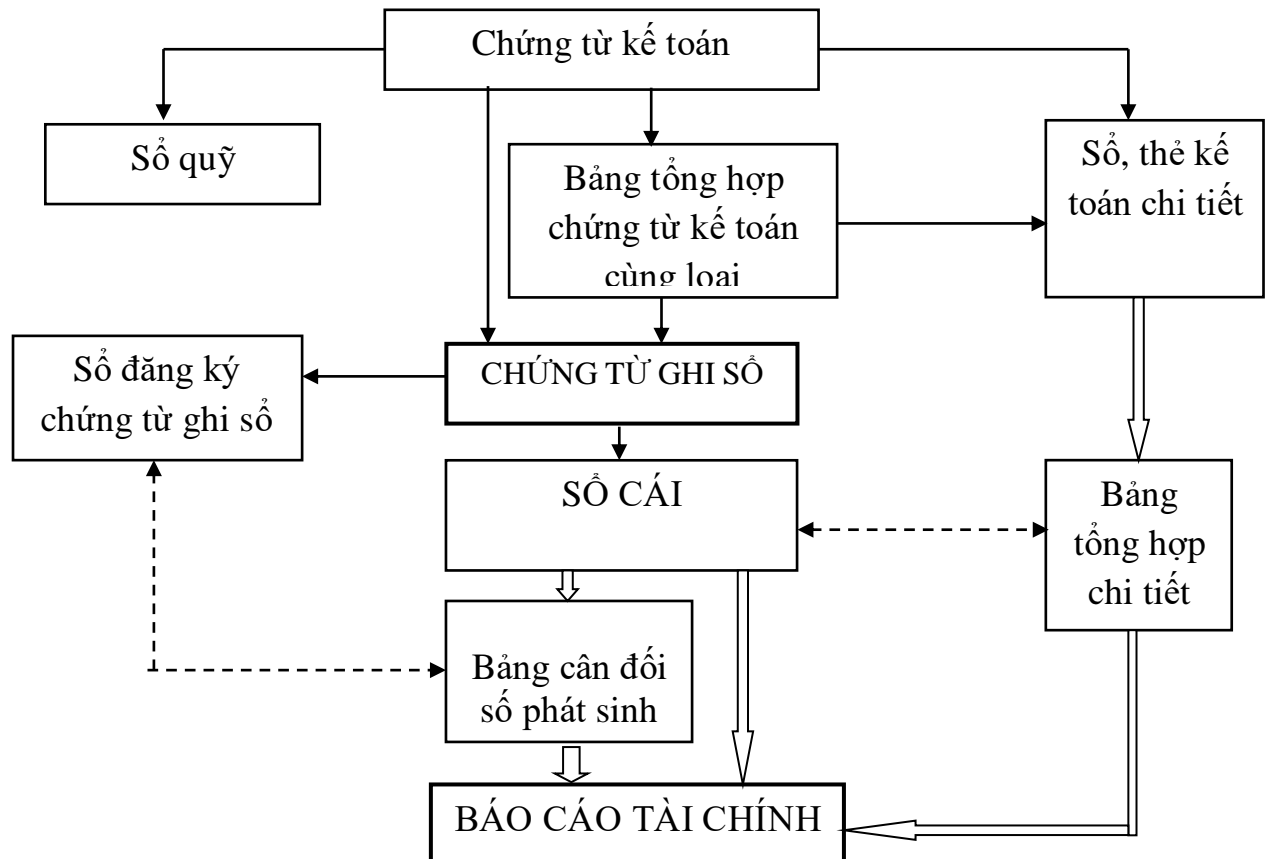 Chứng từ kế toán
Sổ quỹ
Bảng tổng hợp
chứng từ kế toán
cùng loại
Sổ, thẻ kế
toán chi tiết
Sổ đăng ký
chứng từ ghi sổ
CHỨNG TỪ GHI SỔ
SỔ CÁI
Bảng
tổng hợp
chi tiết
Bảng cân đối
số phát sinh
BÁO CÁO TÀI CHÍNH